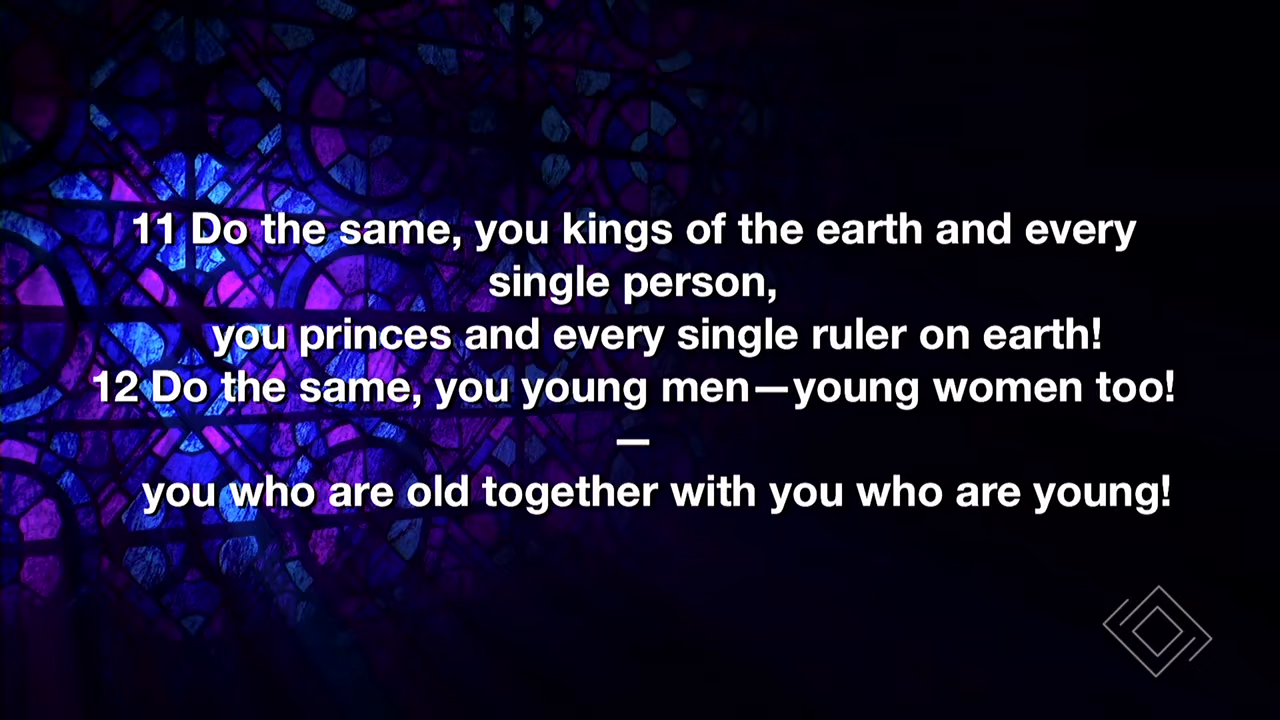 11 Do the same, you kings of the earth and every
single person,
you princes and every single ruler on earth!
12 Do the same, you young men—young women too!
—
you who are old together with you who are young!